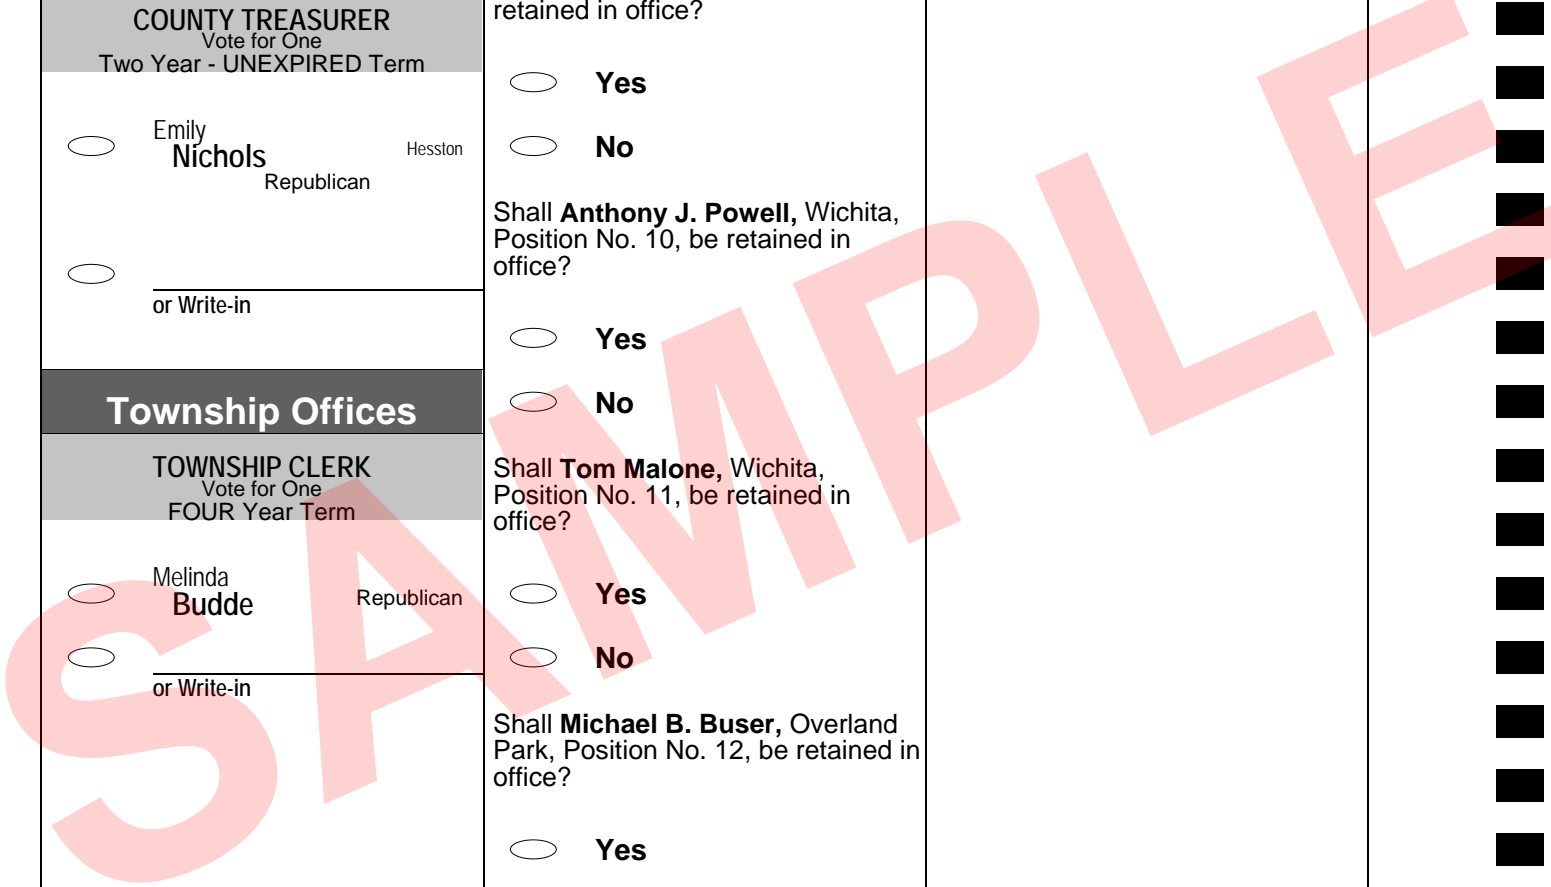 COUNTY TREASURER
Vote for One
Two Year - UNEXPIRED Term
Emily
Nichols
Hesston
Republican
or Write-in
Township Offices
TOWNSHIP CLERK
Vote for One
FOUR Year Term
Melinda
Budde
Republican
or Write-in
retained in office?
Yes
No
Shall Anthony J. Powell, Wichita,
Position No. 10, be retained in
office?
Yes
No
Shall Tom Malone, Wichita,
Position No. 11, be retained in
office?
Yes
No
Shall Michael B. Buser, Overland
Park, Position No. 12, be retained in
office?
Yes
SAMPLE